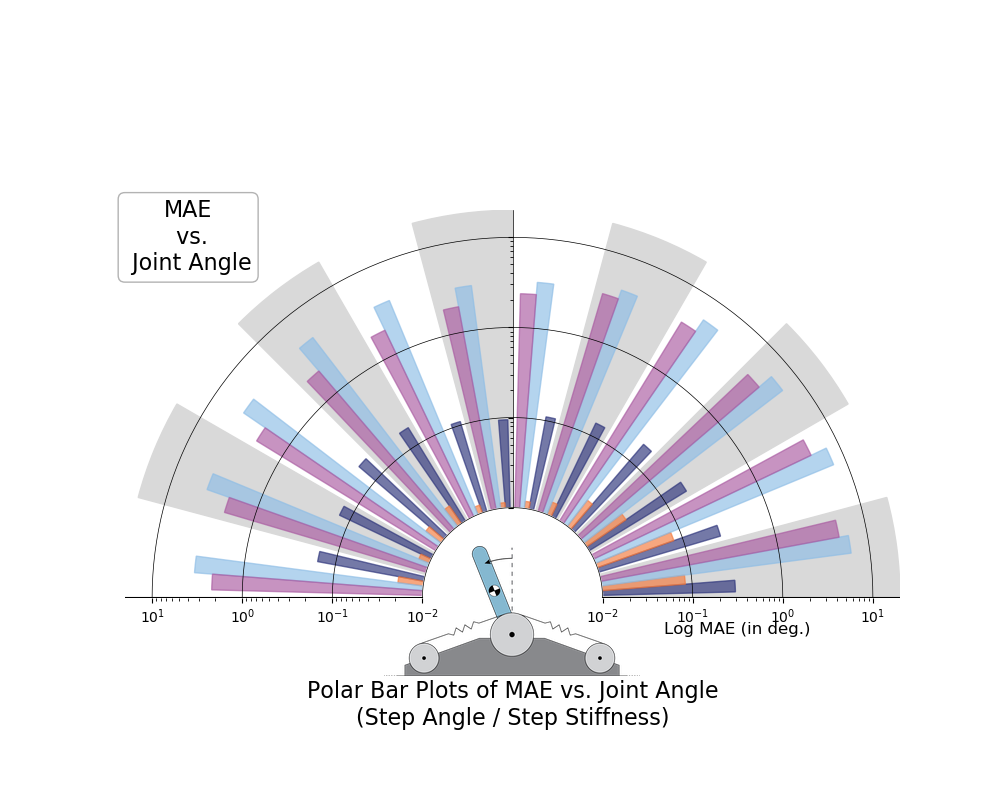 MAE
vs.
Joint Angle
10¹ 10⁰ 10⁻¹ 10⁻² 10⁻² 10⁻¹ 10⁰ 10¹
Log MAE (in deg.)
Polar Bar Plots of MAE vs. Joint Angle
(Step Angle / Step Stiffness)